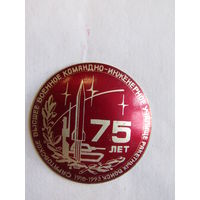 СЕРПУХОВСКОЕ ВЫСШЕЕ ВОЕННОЕ КОМАНДНО-ИНЖЕНЕРНОЕ УЧИЛИЩЕ РАКЕТНЫХ ВОЙСК
75
ЛЕТ
1918-1993